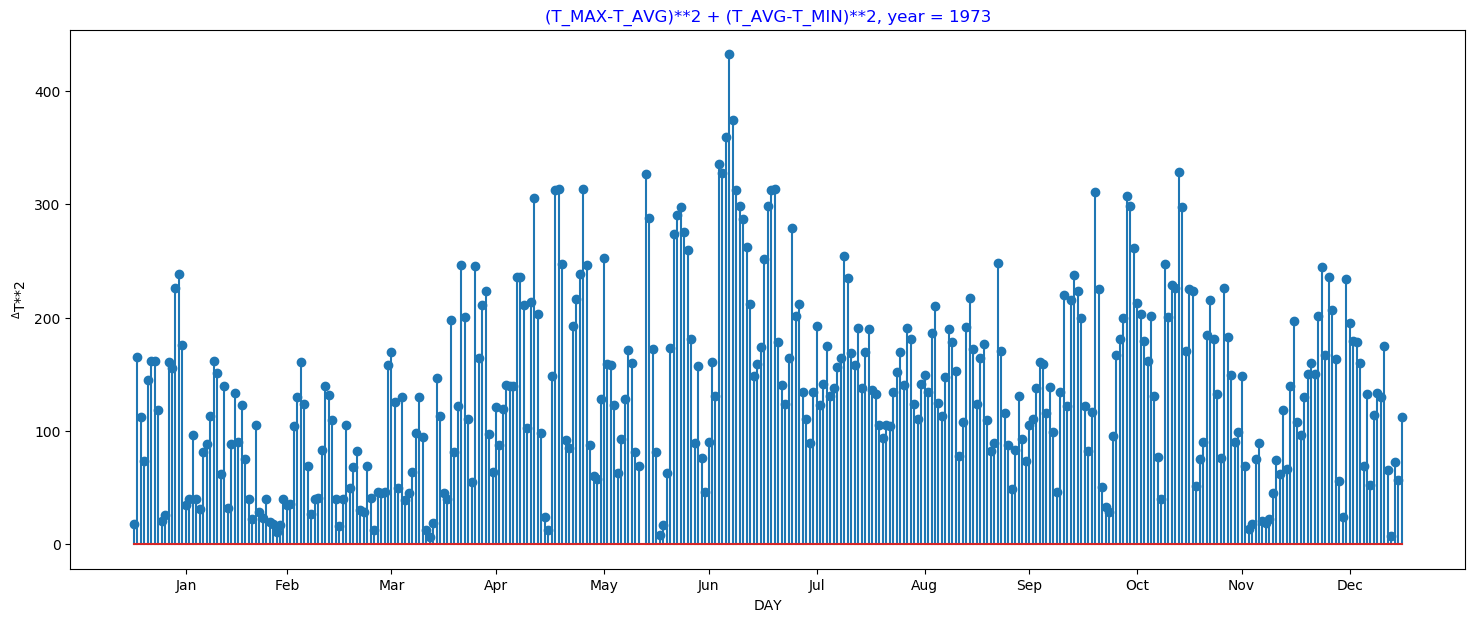 (T_MAX-T_AVG)**2 + (T_AVG-T_MIN)**2, year = 1973
400
300
200
100
0
ΔT**2
Jan Feb Mar Apr May Jun Jul Aug Sep Oct Nov Dec
DAY